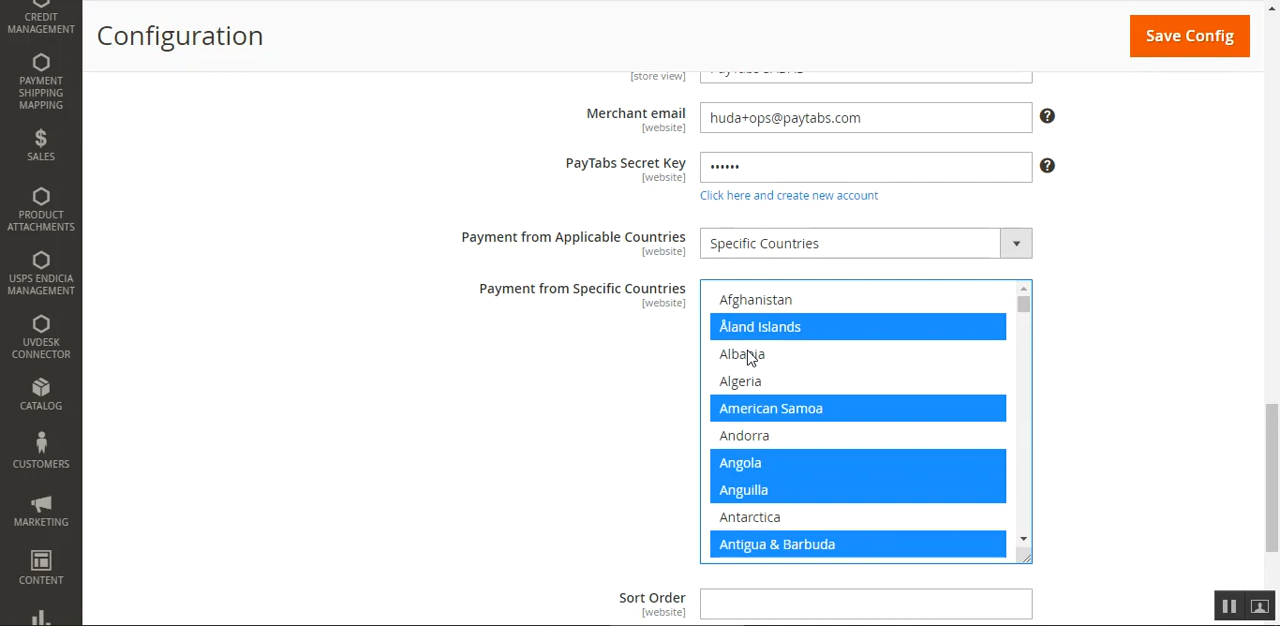 CREDIT
MANAGEMENT
PAYMENT
SHIPPING
MAPPING
SALES
PRODUCT
ATTACHMENTS
USPS ENDICIA
MANAGEMENT
UVDESK
CONNECTOR
CATALOG
CUSTOMERS
MARKETING
CONTENT
Configuration
Save Config
[store view]
Merchant email
[website]
huda+ops@paytabs.com
?
PayTabs Secret Key
[website]
••••••
?
Click here and create new account
Payment from Applicable Countries
[website]
Specific Countries
Payment from Specific Countries
[website]
Afghanistan
Åland Islands
Albania
Algeria
American Samoa
Andorra
Angola
Anguilla
Antarctica
Antigua & Barbuda
Sort Order
[website]